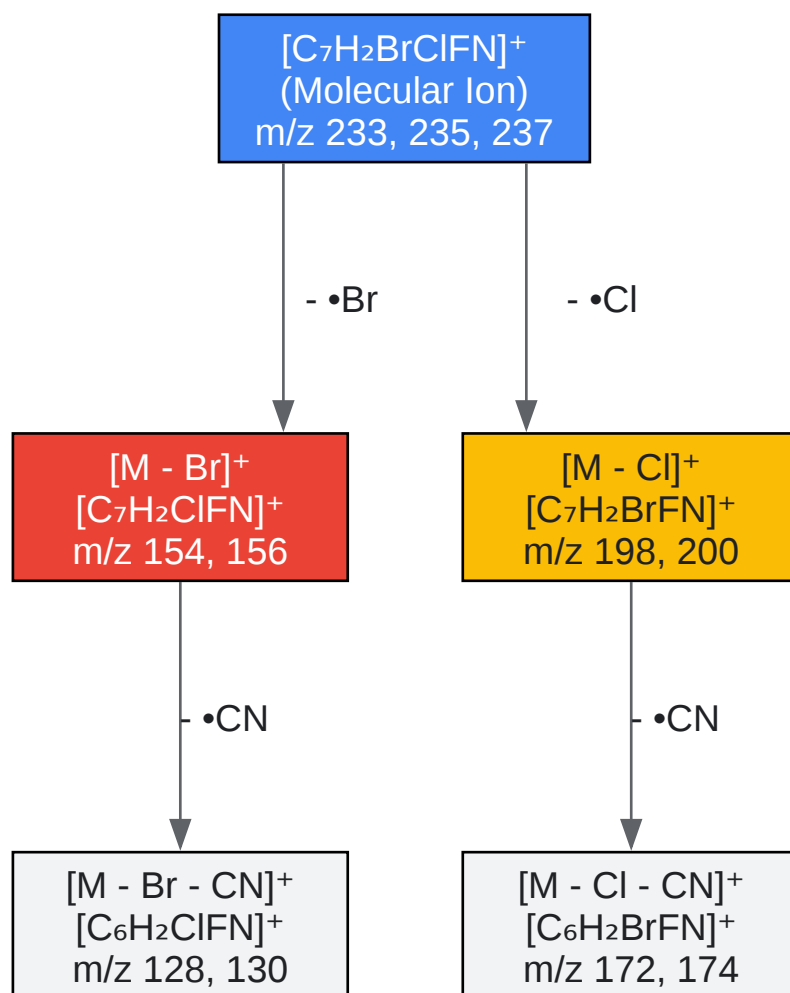 [C₇H₂BrClFN]⁺
(Molecular Ion)
m/z 233, 235, 237
- •Br
- •Cl
[M - Br]⁺
[C₇H₂ClFN]⁺
m/z 154, 156
[M - Cl]⁺
[C₇H₂BrFN]⁺
m/z 198, 200
- •CN
- •CN
[M - Br - CN]⁺
[C₆H₂ClFN]⁺
m/z 128, 130
[M - Cl - CN]⁺
[C₆H₂BrFN]⁺
m/z 172, 174